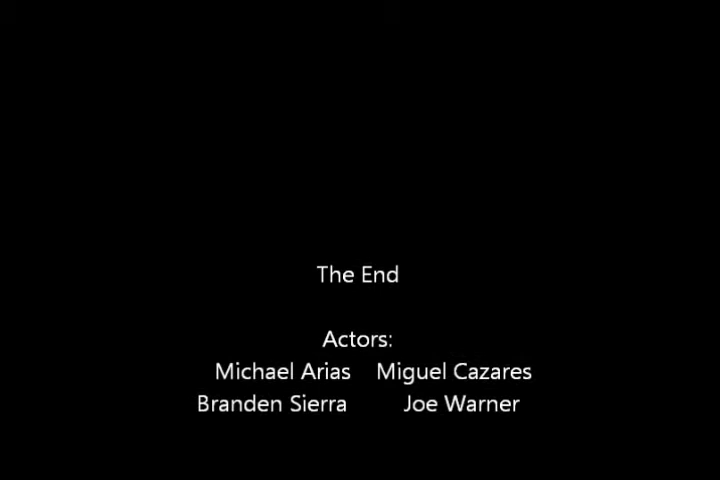 The End
Actors:
Michael Arias Miguel Cazares
Branden Sierra Joe Warner